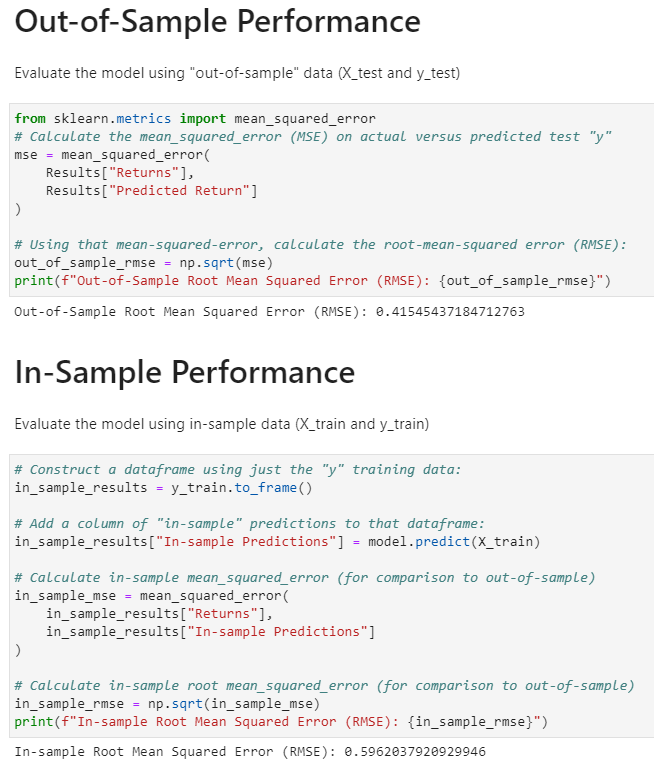 Out-of-Sample Performance
Evaluate the model using "out-of-sample" data (X_test and y_test)
from sklearn.metrics import mean_squared_error
# Calculate the mean_squared_error (MSE) on actual versus predicted test "y"
mse = mean_squared_error(
    Results["Returns"],
    Results["Predicted Return"]
)
# Using that mean-squared-error, calculate the root-mean-squared error (RMSE):
out_of_sample_rmse = np.sqrt(mse)
print(f"Out-of-Sample Root Mean Squared Error (RMSE): {out_of_sample_rmse}")
Out-of-Sample Root Mean Squared Error (RMSE): 0.41545437184712763
In-Sample Performance
Evaluate the model using in-sample data (X_train and y_train)
# Construct a dataframe using just the "y" training data:
in_sample_results = y_train.to_frame()
# Add a column of "in-sample" predictions to that dataframe:
in_sample_results["In-sample Predictions"] = model.predict(X_train)
# Calculate in-sample mean_squared_error (for comparison to out-of-sample)
in_sample_mse = mean_squared_error(
    in_sample_results["Returns"],
    in_sample_results["In-sample Predictions"]
)
# Calculate in-sample root mean_squared_error (for comparison to out-of-sample)
in_sample_rmse = np.sqrt(in_sample_mse)
print(f"In-sample Root Mean Squared Error (RMSE): {in_sample_rmse}")
In-sample Root Mean Squared Error (RMSE): 0.5962037920929946